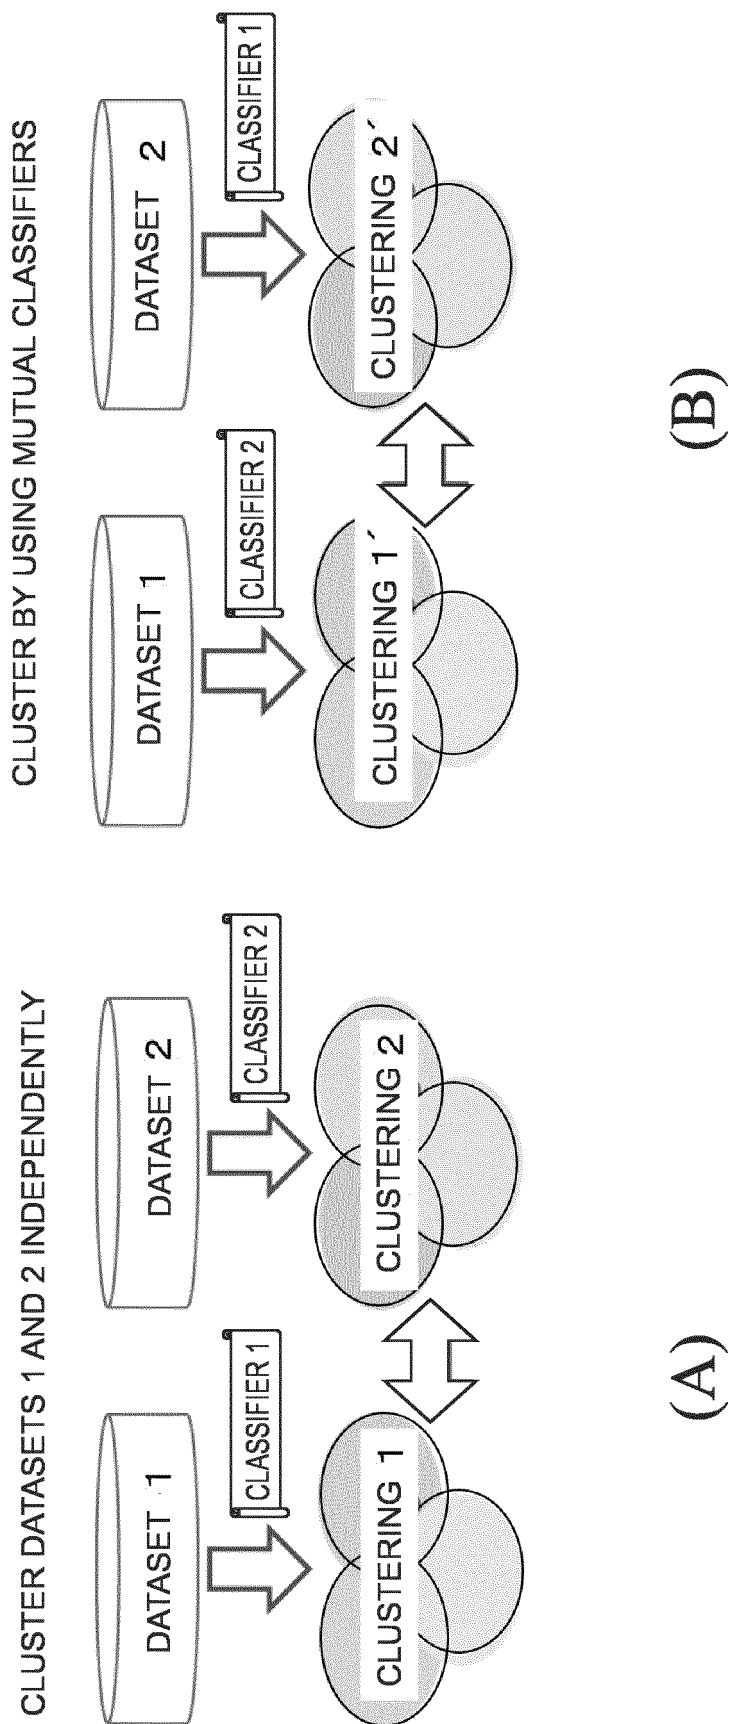 CLUSTER DATASETS 1 AND 2 INDEPENDENTLY
DATASET 1
CLASSIFIER 1
CLUSTERING 1
DATASET 2
CLASSIFIER 2
CLUSTERING 2
(A)
CLUSTER BY USING MUTUAL CLASSIFIERS
DATASET 1
CLASSIFIER 2
CLUSTERING 1´
DATASET 2
CLASSIFIER 1
CLUSTERING 2´
(B)